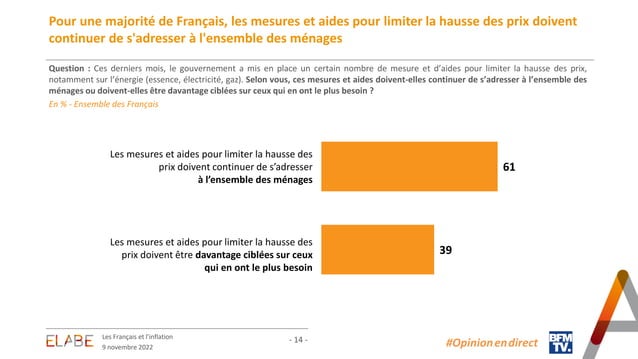 Pour une majorité de Français, les mesures et aides pour limiter la hausse des prix doivent
continuer de s'adresser à l'ensemble des ménages
Question : Ces derniers mois, le gouvernement a mis en place un certain nombre de mesure et d'aides pour limiter la hausse des prix,
notamment sur l'énergie (essence, électricité, gaz). Selon vous, ces mesures et aides doivent-elles continuer de s'adresser à l'ensemble des
ménages ou doivent-elles être davantage ciblées sur ceux qui en ont le plus besoin ?
En % - Ensemble des Français
Les mesures et aides pour limiter la hausse des
prix doivent continuer de s'adresser
à l'ensemble des ménages
61
Les mesures et aides pour limiter la hausse des
prix doivent être davantage ciblées sur ceux
qui en ont le plus besoin
39
ELABE
Les Français et l'inflation
9 novembre 2022
- 14 -
#Opinion en direct
BFM
TV.